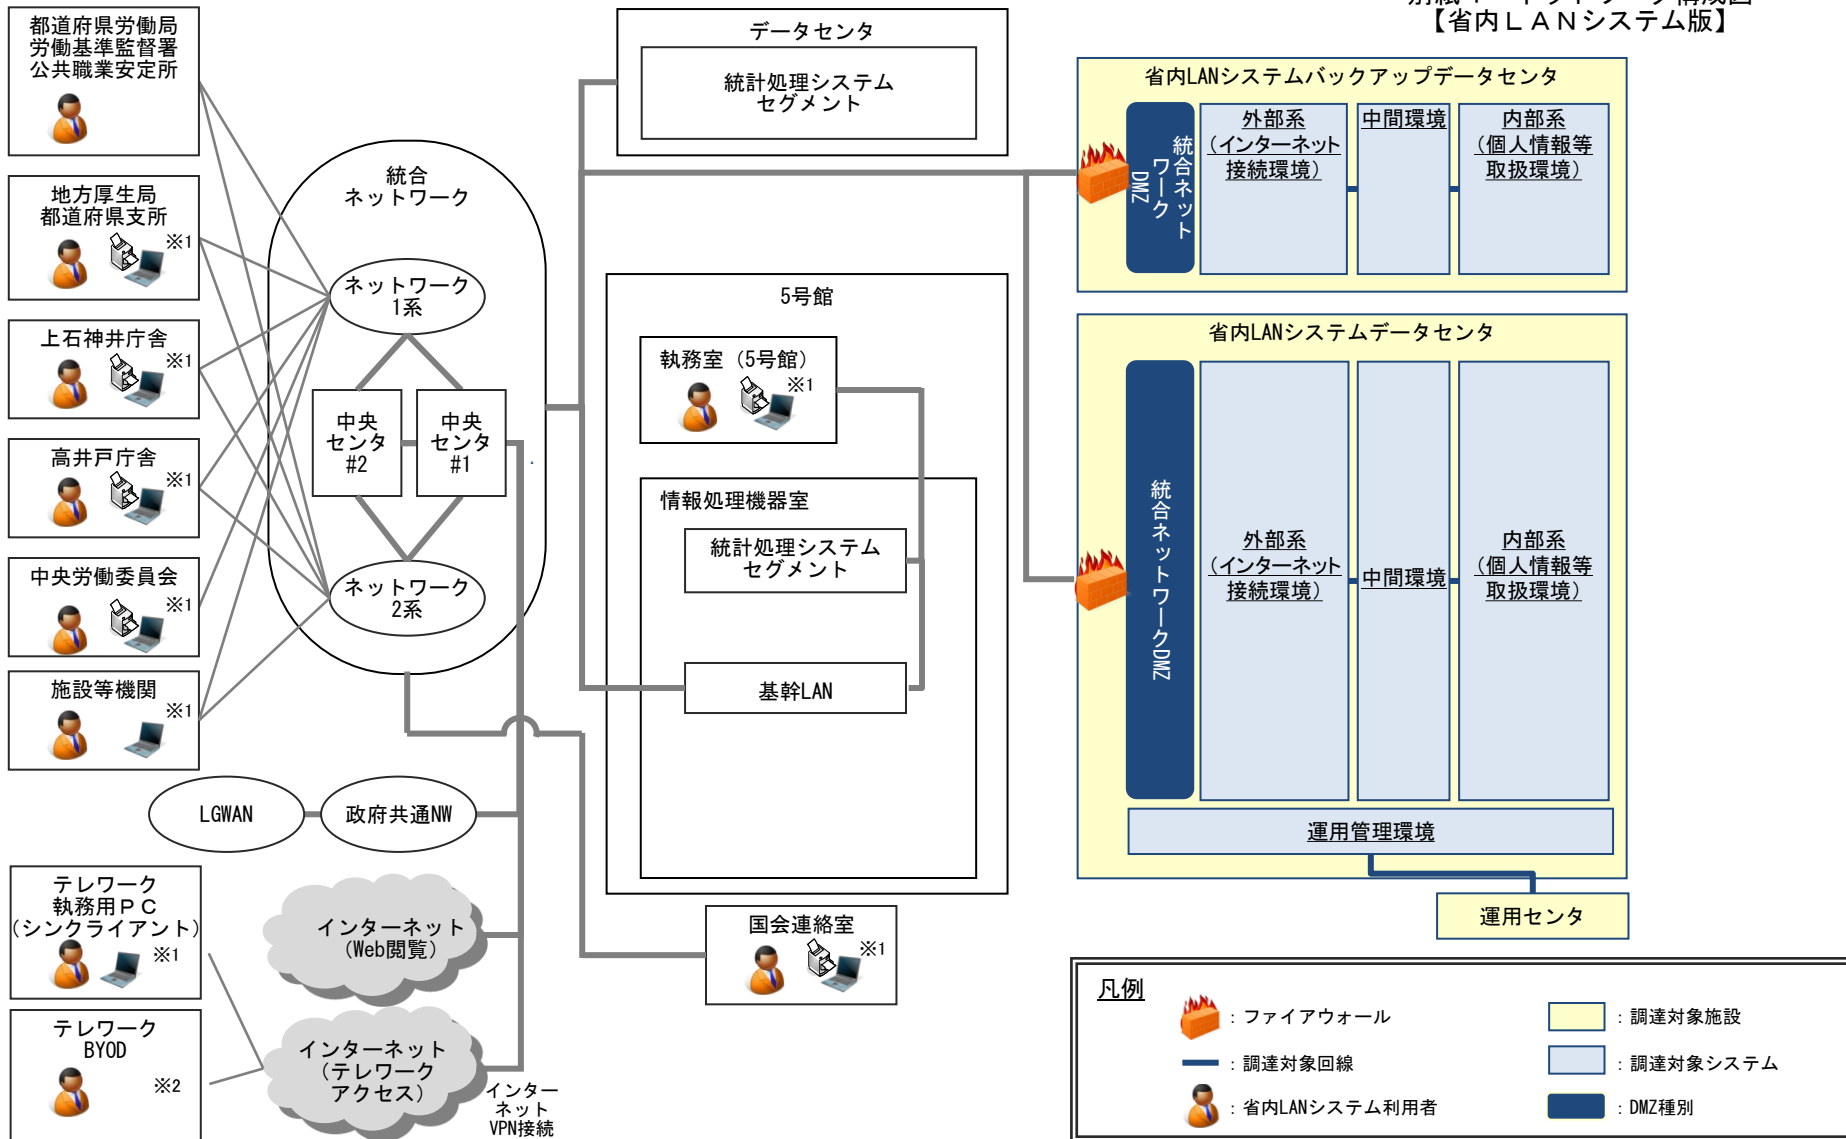 【省内ＬＡＮシステム版】
都道府県労働局
労働基準監督署
公共職業安定所
地方厚生局
都道府県支所
※1
上石神井庁舎
※1
高井戸庁舎
※1
中央労働委員会
※1
施設等機関
※1
統合
ネットワーク
ネットワーク
1系
中央
センタ
#2
中央
センタ
#1
ネットワーク
2系
LGWAN
政府共通NW
テレワーク
執務用ＰＣ
（シンクライアント）
※1
テレワーク
BYOD
※2
インターネット
（Web閲覧）
インターネット
（テレワーク
アクセス）
インター
ネット
VPN接続
データセンタ
統計処理システム
セグメント
5号館
執務室（5号館）
※1
情報処理機器室
統計処理システム
セグメント
基幹LAN
国会連絡室
※1
省内LANシステムバックアップデータセンタ
統合ネット
ワーク
DMZ
外部系
（インターネット
接続環境）
中間環境
内部系
（個人情報等
取扱環境）
省内LANシステムデータセンタ
統合ネットワークDMZ
外部系
（インターネット
接続環境）
中間環境
内部系
（個人情報等
取扱環境）
運用管理環境
運用センタ
凡例
：ファイアウォール
：調達対象回線
：省内LANシステム利用者
：調達対象施設
：調達対象システム
：DMZ種別